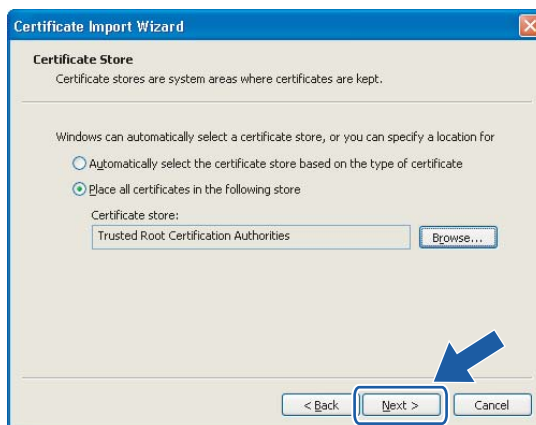 Certificate Import Wizard
Certificate Store
Certificate stores are system areas where certificates are kept.
Windows can automatically select a certificate store, or you can specify a location for
Automatically select the certificate store based on the type of certificate
Place all certificates in the following store
Certificate store:
Trusted Root Certification Authorities
Browse...
< Back
Next >
Cancel